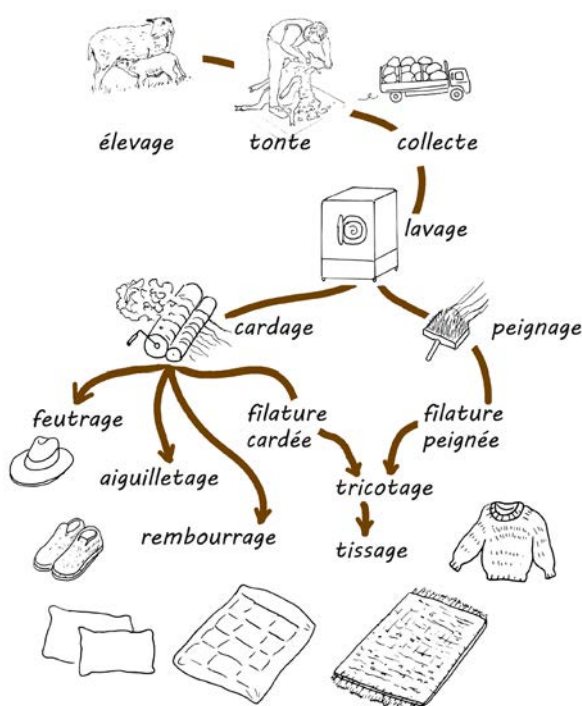 élevage
tonte
collecte
lavage
cardage
peignage
feutrage
filature
cardée
filature
peignée
aiguilletage
tricotage
rembourrage
tissage